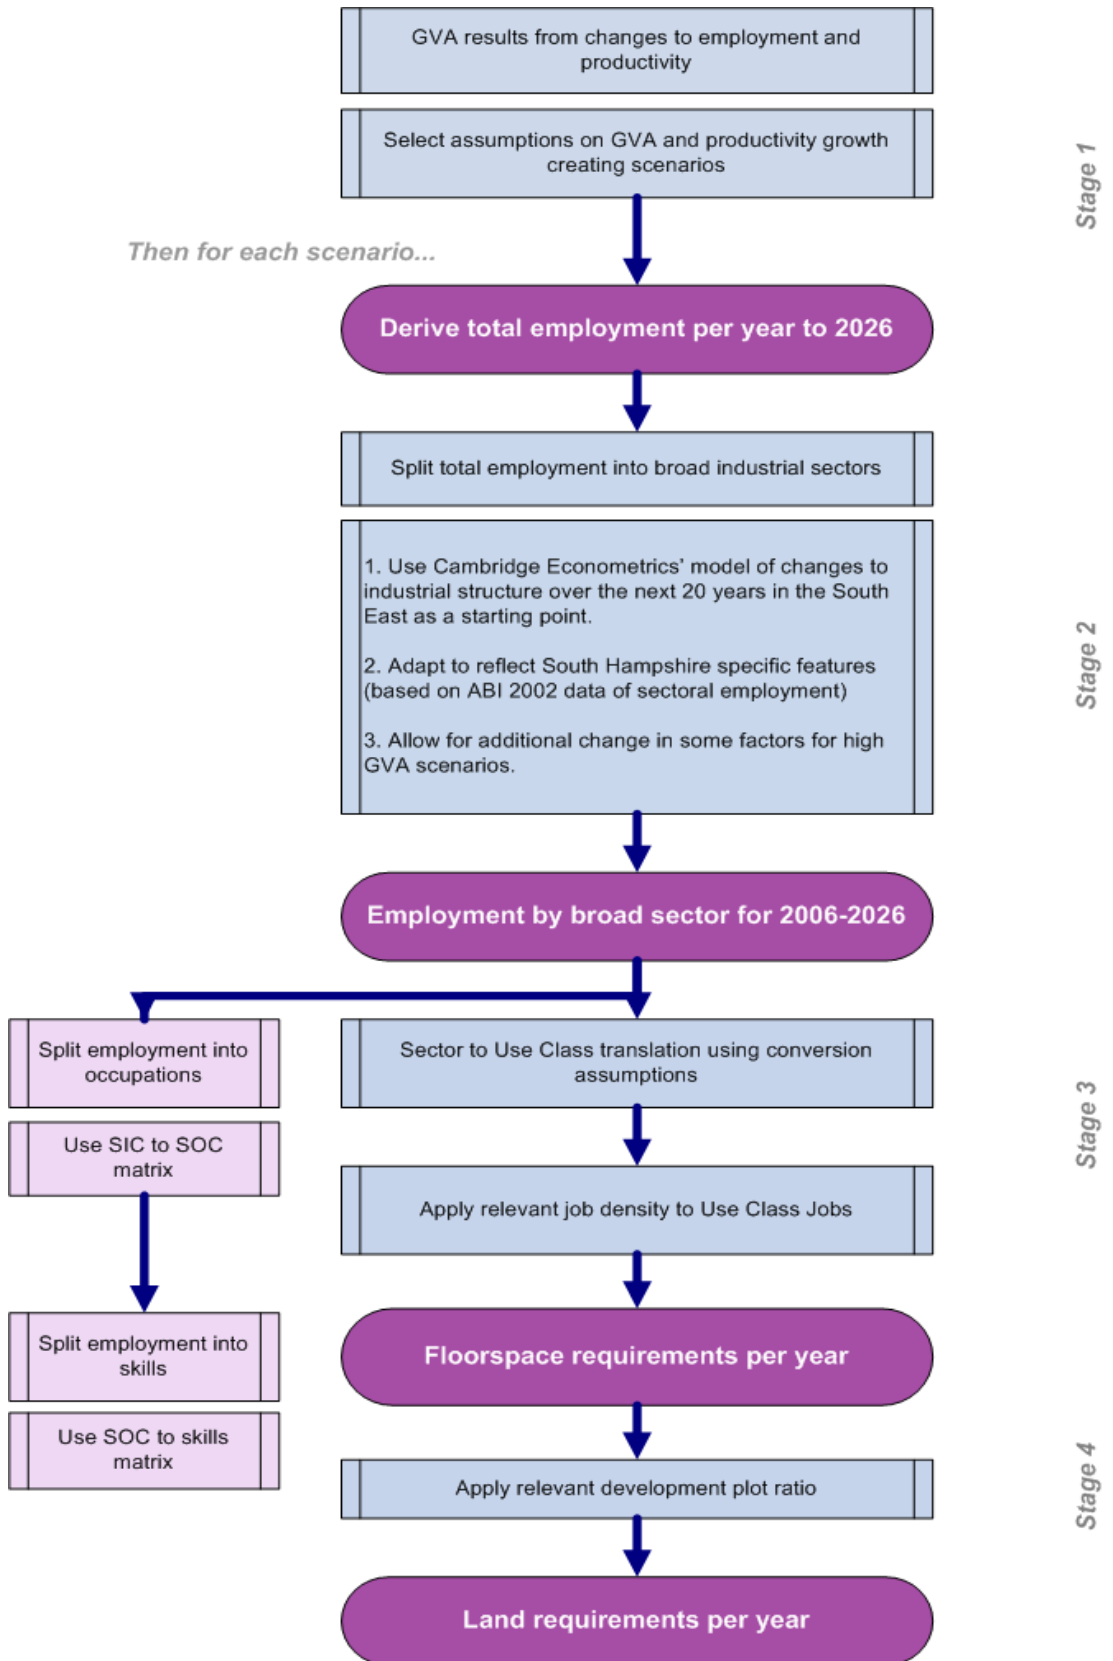 GVA results from changes to employment and
productivity
Select assumptions on GVA and productivity growth
creating scenarios
Stage 1
Then for each scenario...
Derive total employment per year to 2026
Split total employment into broad industrial sectors
1. Use Cambridge Econometrics' model of changes to
industrial structure over the next 20 years in the South
East as a starting point.
2. Adapt to reflect South Hampshire specific features
(based on ABI 2002 data of sectoral employment)
3. Allow for additional change in some factors for high
GVA scenarios.
Stage 2
Employment by broad sector for 2006-2026
Split employment into
occupations
Use SIC to SOC
matrix
Sector to Use Class translation using conversion
assumptions
Apply relevant job density to Use Class Jobs
Stage 3
Split employment into
skills
Use SOC to skills
matrix
Floorspace requirements per year
Apply relevant development plot ratio
Stage 4
Land requirements per year